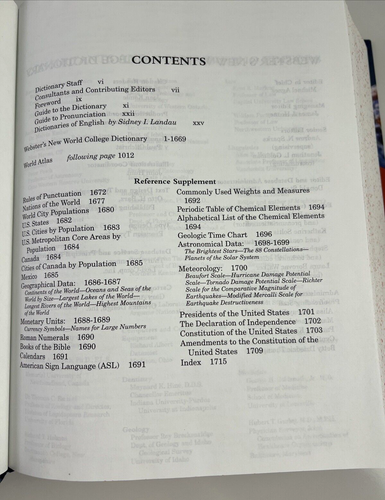 CONTENTS
Dictionary Staff vi
Consultants and Contributing Editors vii
Foreword ix
Guide to the Dictionary xi
Guide to Pronunciation xxii
Dictionaries of English by Sidney I. Landau xxv
Webster's New World College Dictionary 1-1669
World Atlas following page 1012
Reference Supplement
Rules of Punctuation 1672
Nations of the World 1677
World City Populations 1680
U.S. States 1682
U.S. Cities by Population 1683
U.S. Metropolitan Core Areas by
Population 1684
Canada 1684
Cities of Canada by Population 1685
Mexico 1685
Geographical Data: 1686-1687
Continents of the World—Oceans and Seas of the
World by Size—Largest Lakes of the World—
Longest Rivers of the World—Highest Mountains
of the World
Monetary Units: 1688-1689
Currency Symbols—Names for Large Numbers
Roman Numerals 1690
Books of the Bible 1690
Calendars 1691
American Sign Language (ASL) 1691
Commonly Used Weights and Measures
1692
Periodic Table of Chemical Elements 1694
Alphabetical List of the Chemical Elements
1694
Geologic Time Chart 1696
Astronomical Data: 1698-1699
The Brightest Stars—The 88 Constellations—
Planets of the Solar System
Meteorology: 1700
Beaufort Scale—Hurricane Damage Potential
Scale—Tornado Damage Potential Scale—Richter
Scale for the Comparative Magnitude of
Earthquakes—Modified Mercalli Scale for
Earthquake Destructiveness
Presidents of the United States 1701
The Declaration of Independence 1702
Constitution of the United States 1703
Amendments to the Constitution of the
United States 1709
Index 1715